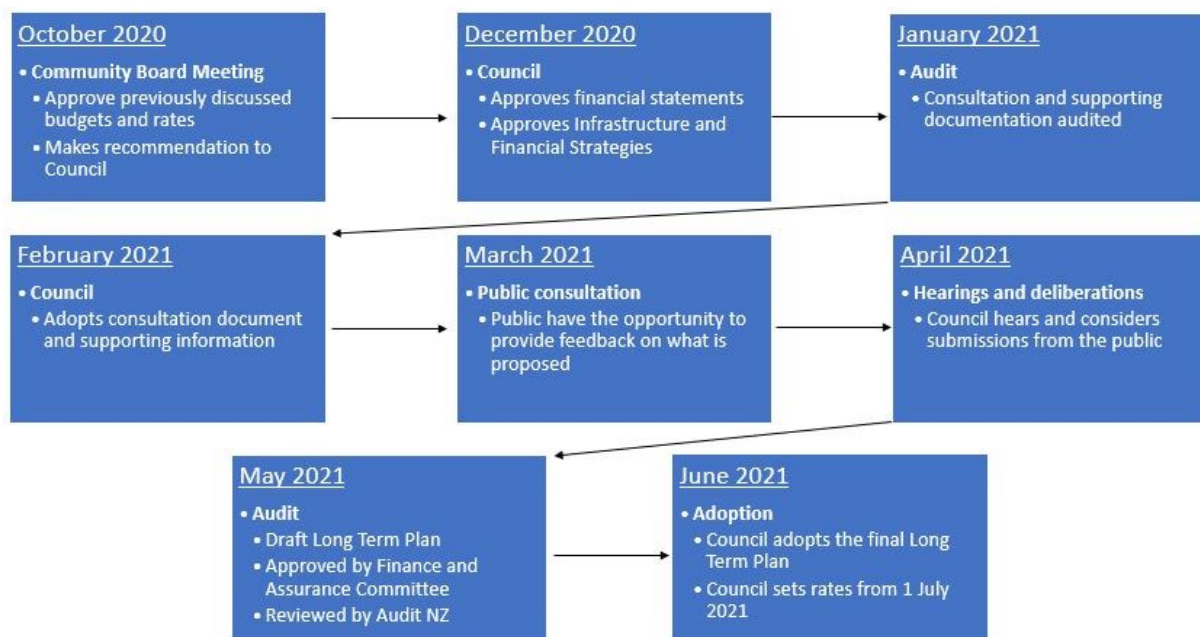 October 2020
• Community Board Meeting
• Approve previously discussed
budgets and rates
• Makes recommendation to
Council
December 2020
• Council
• Approves financial statements
• Approves Infrastructure and
Financial Strategies
January 2021
• Audit
• Consultation and supporting
documentation audited
February 2021
• Council
• Adopts consultation document
and supporting information
March 2021
• Public consultation
• Public have the opportunity to
provide feedback on what is
proposed
April 2021
• Hearings and deliberations
• Council hears and considers
submissions from the public
May 2021
• Audit
• Draft Long Term Plan
• Approved by Finance and
Assurance Committee
• Reviewed by Audit NZ
June 2021
• Adoption
• Council adopts the final Long
Term Plan
• Council sets rates from 1 July
2021